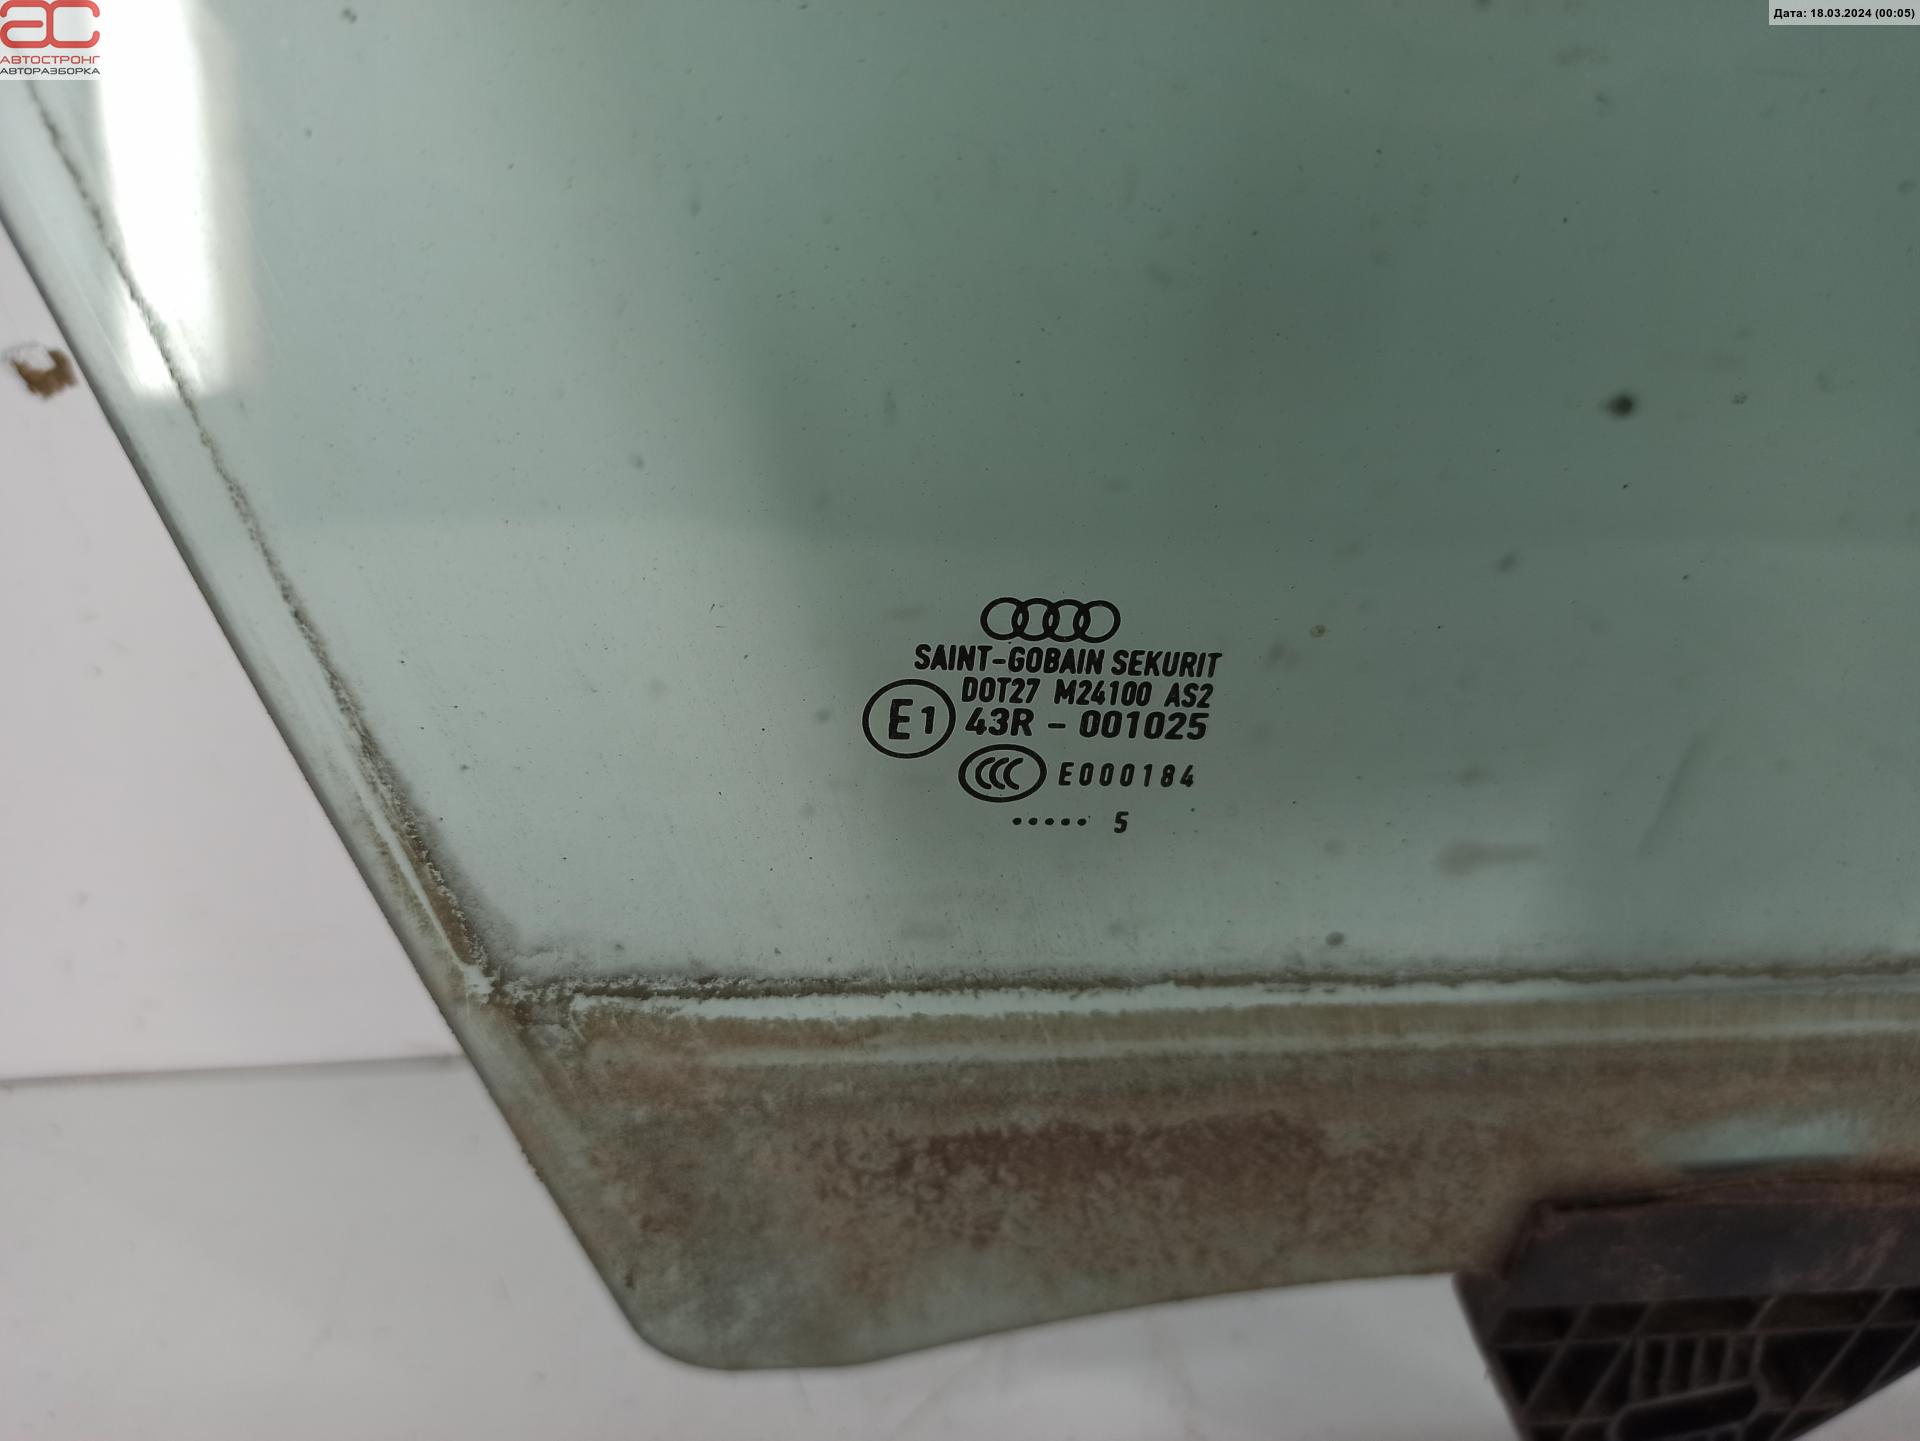 АВТОСТРОНГ
АВТОРАЗБОРКА
Дата: 18.03.2024 (00:05)
SAINT-GOBAIN SEKURIT
DOT27 M24100 AS2
E1 43R - 001025
CCC E000184
..... 5